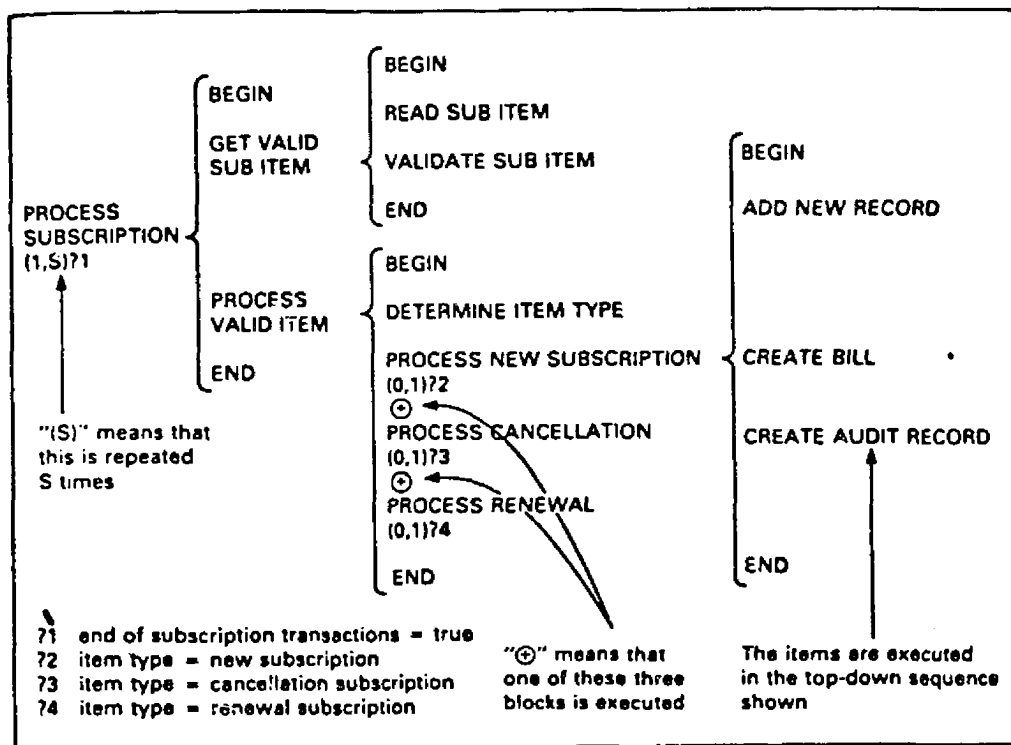 PROCESS
SUBSCRIPTION
(1,S)?1
BEGIN
GET VALID
SUB ITEM
PROCESS
VALID ITEM
END
BEGIN
READ SUB ITEM
VALIDATE SUB ITEM
END
BEGIN
DETERMINE ITEM TYPE
PROCESS NEW SUBSCRIPTION
(0,1)?2
⊕
PROCESS CANCELLATION
(0,1)?3
⊕
PROCESS RENEWAL
(0,1)?4
END
BEGIN
ADD NEW RECORD
CREATE BILL
CREATE AUDIT RECORD
END
"(S)" means that
this is repeated
S times
?1 end of subscription transactions = true
?2 item type = new subscription
?3 item type = cancellation subscription
?4 item type = renewal subscription
"⊕" means that
one of these three
blocks is executed
The items are executed
in the top-down sequence
shown